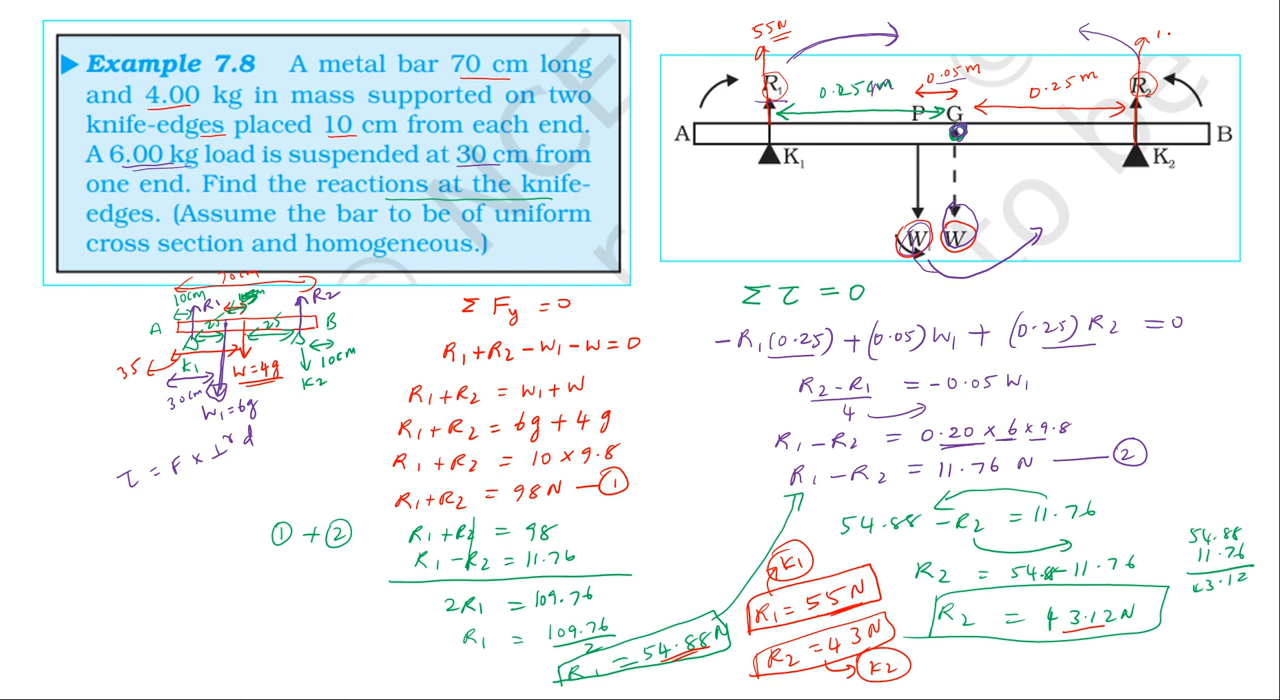 Example 7.8 A metal bar 70 cm long
and 4.00 kg in mass supported on two
knife-edges placed 10 cm from each end.
A 6.00 kg load is suspended at 30 cm from
one end. Find the reactions at the knife-
edges. (Assume the bar to be of uniform
cross section and homogeneous.)
55N
R₁ 0.25m 0.05m 0.25m R₂
P G
A B
K₁ K₂
W₁ W
70cm
10cm R1 R2
A 25 25 B
35 K1 W=4g 10cm
30cm K2
W₁=6g
τ = F × ⊥ʳ d
Σ Fy = 0
R₁+R₂-W₁-W=0
R₁+R₂ = W₁+W
R₁+R₂ = 6g + 4g
R₁+R₂ = 10×9.8
R₁+R₂ = 98N — ①
① + ②
R₁+R₂ = 98
R₁-R₂ = 11.76
2R₁ = 109.76
R₁ = 109.76/2
R₁ = 54.88N
Σ τ = 0
-R₁(0.25)+(0.05)W₁+(0.25)R₂ = 0
R₂-R₁/4 = -0.05 W₁
R₁-R₂ = 0.20×6×9.8
R₁-R₂ = 11.76 N — ②
54.88-R₂ = 11.76
R₂ = 54.8-11.76
R₂ = 43.12N
54.88
11.76
43.12
K1
R₁=55N
R₂=43N
K2